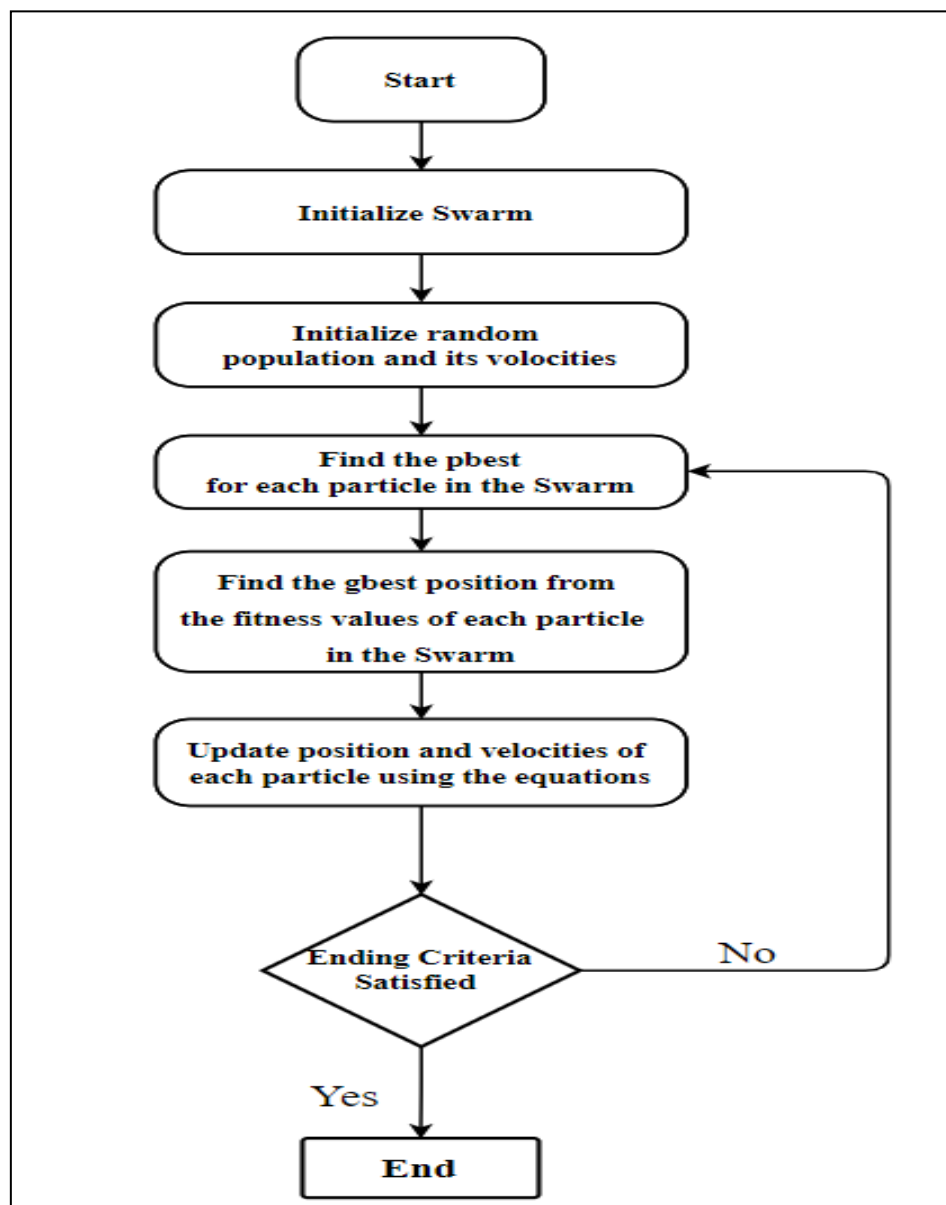 Start
Initialize Swarm
Initialize random
population and its volocities
Find the pbest
for each particle in the Swarm
Find the gbest position from
the fitness values of each particle
in the Swarm
Update position and velocities of
each particle using the equations
Ending Criteria
Satisfied
No
Yes
End